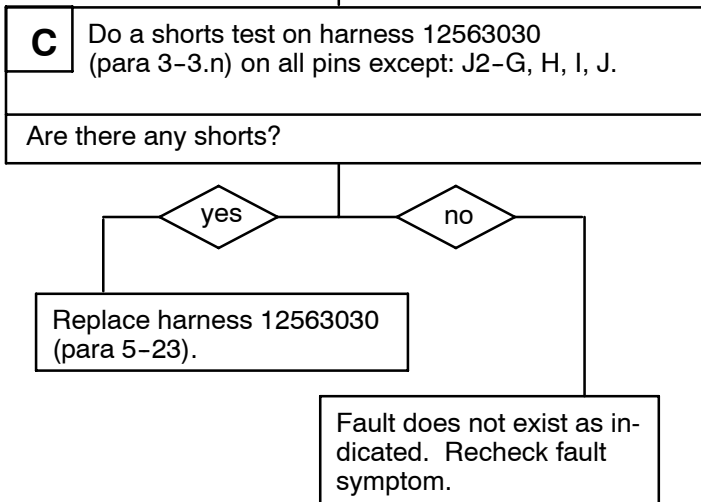 C
Do a shorts test on harness 12563030
(para 3-3.n) on all pins except: J2-G, H, I, J.
Are there any shorts?
yes
no
Replace harness 12563030
(para 5-23).
Fault does not exist as in-
dicated. Recheck fault
symptom.